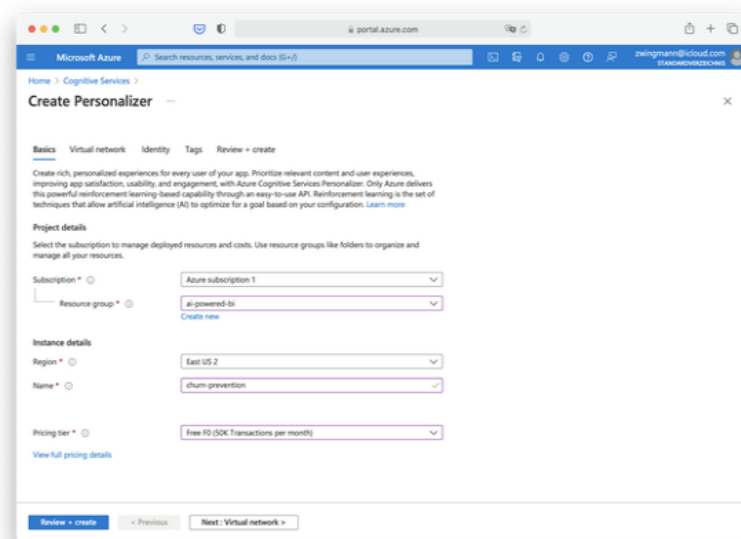 portal.azure.com
Microsoft Azure
Search resources, services, and docs (G+/)
zwingmann@icloud.com
STANDARDVERZEICHNIS
Home > Cognitive Services >
Create Personalizer ...
Basics Virtual network Identity Tags Review + create
Create rich, personalized experiences for every user of your app. Prioritize relevant content and user experiences,
improving app satisfaction, usability, and engagement, with Azure Cognitive Services Personalizer. Only Azure delivers
this powerful reinforcement learning-based capability through an easy-to-use API. Reinforcement learning is the set of
techniques that allow artificial intelligence (AI) to optimize for a goal based on your configuration. Learn more
Project details
Select the subscription to manage deployed resources and costs. Use resource groups like folders to organize and
manage all your resources.
Subscription * Azure subscription 1
Resource group * ai-powered-bi
Create new
Instance details
Region * East US 2
Name * churn-prevention
Pricing tier * Free F0 (50K Transactions per month)
View full pricing details
Review + create < Previous Next : Virtual network >